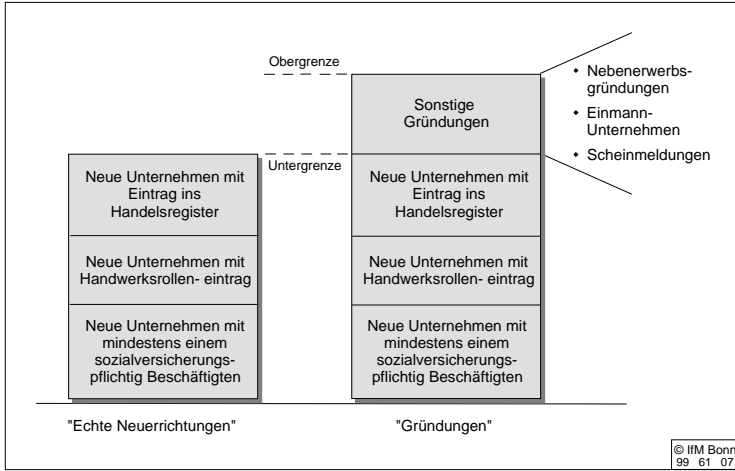 Obergrenze
Sonstige
Gründungen
Nebenerwerbs-
gründungen
Einmann-
Unternehmen
Scheinmeldungen
Untergrenze
Neue Unternehmen mit
Eintrag ins
Handelsregister
Neue Unternehmen mit
Handwerksrollen- eintrag
Neue Unternehmen mit
mindestens einem
sozialversicherungs-
pflichtig Beschäftigten
Neue Unternehmen mit
Eintrag ins
Handelsregister
Neue Unternehmen mit
Handwerksrollen- eintrag
Neue Unternehmen mit
mindestens einem
sozialversicherungs-
pflichtig Beschäftigten
"Echte Neuerrichtungen"
"Gründungen"
© IfM Bonn
99 61 07